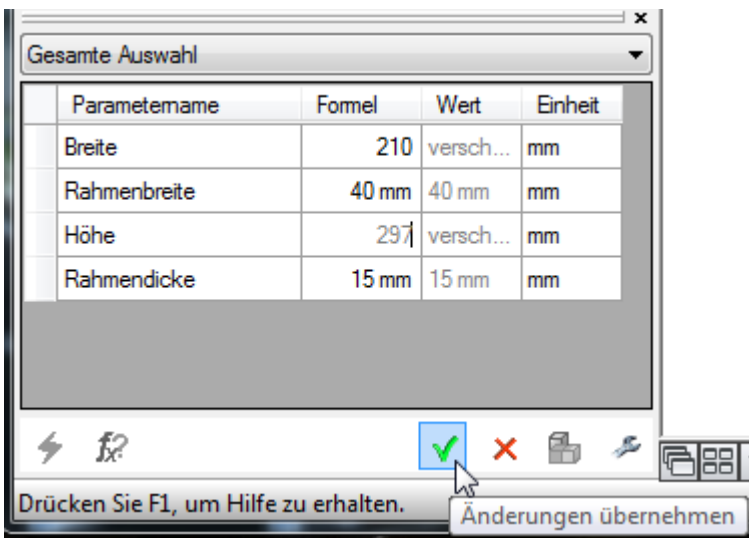 Gesamte Auswahl
Parametername Formel Wert Einheit
Breite 210 versch... mm
Rahmenbreite 40 mm 40 mm mm
Höhe 297 versch... mm
Rahmendicke 15 mm 15 mm mm
fx?
Drücken Sie F1, um Hilfe zu erhalten.
Änderungen übernehmen